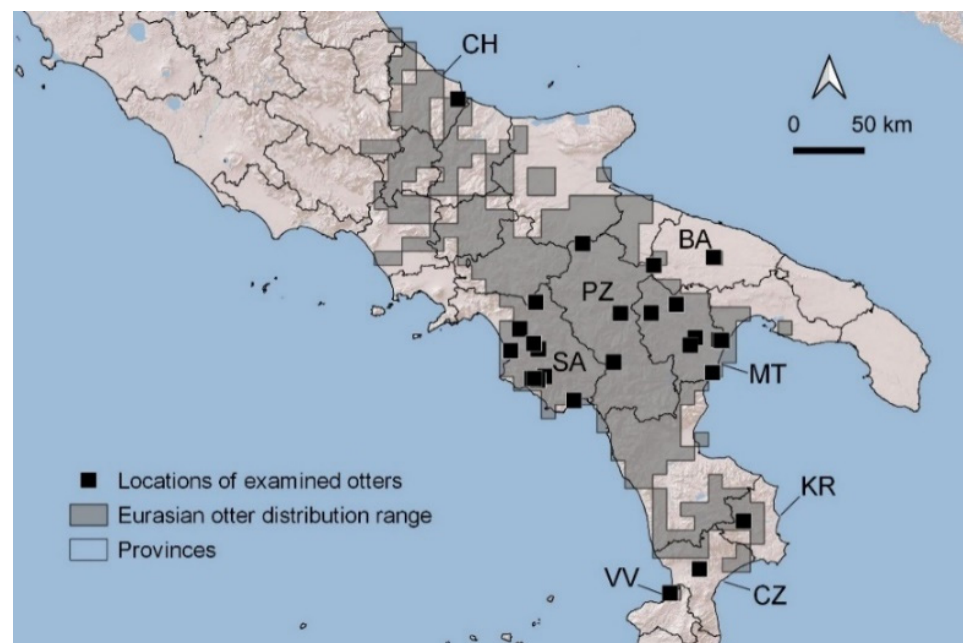 CH
0 50 km
BA
PZ
SA
MT
Locations of examined otters
Eurasian otter distribution range
Provinces
KR
VV
CZ